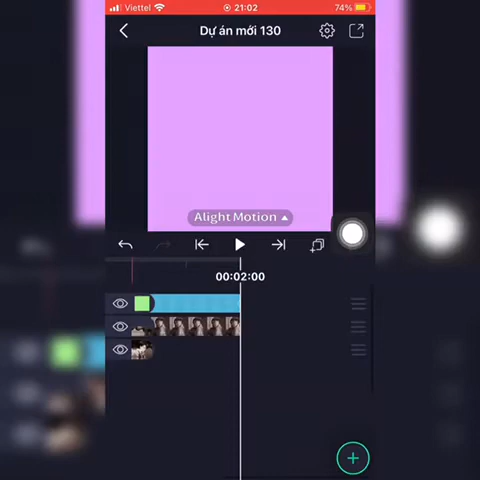 Viettel 21:02 74%
Dự án mới 130
Alight Motion
00:02:00